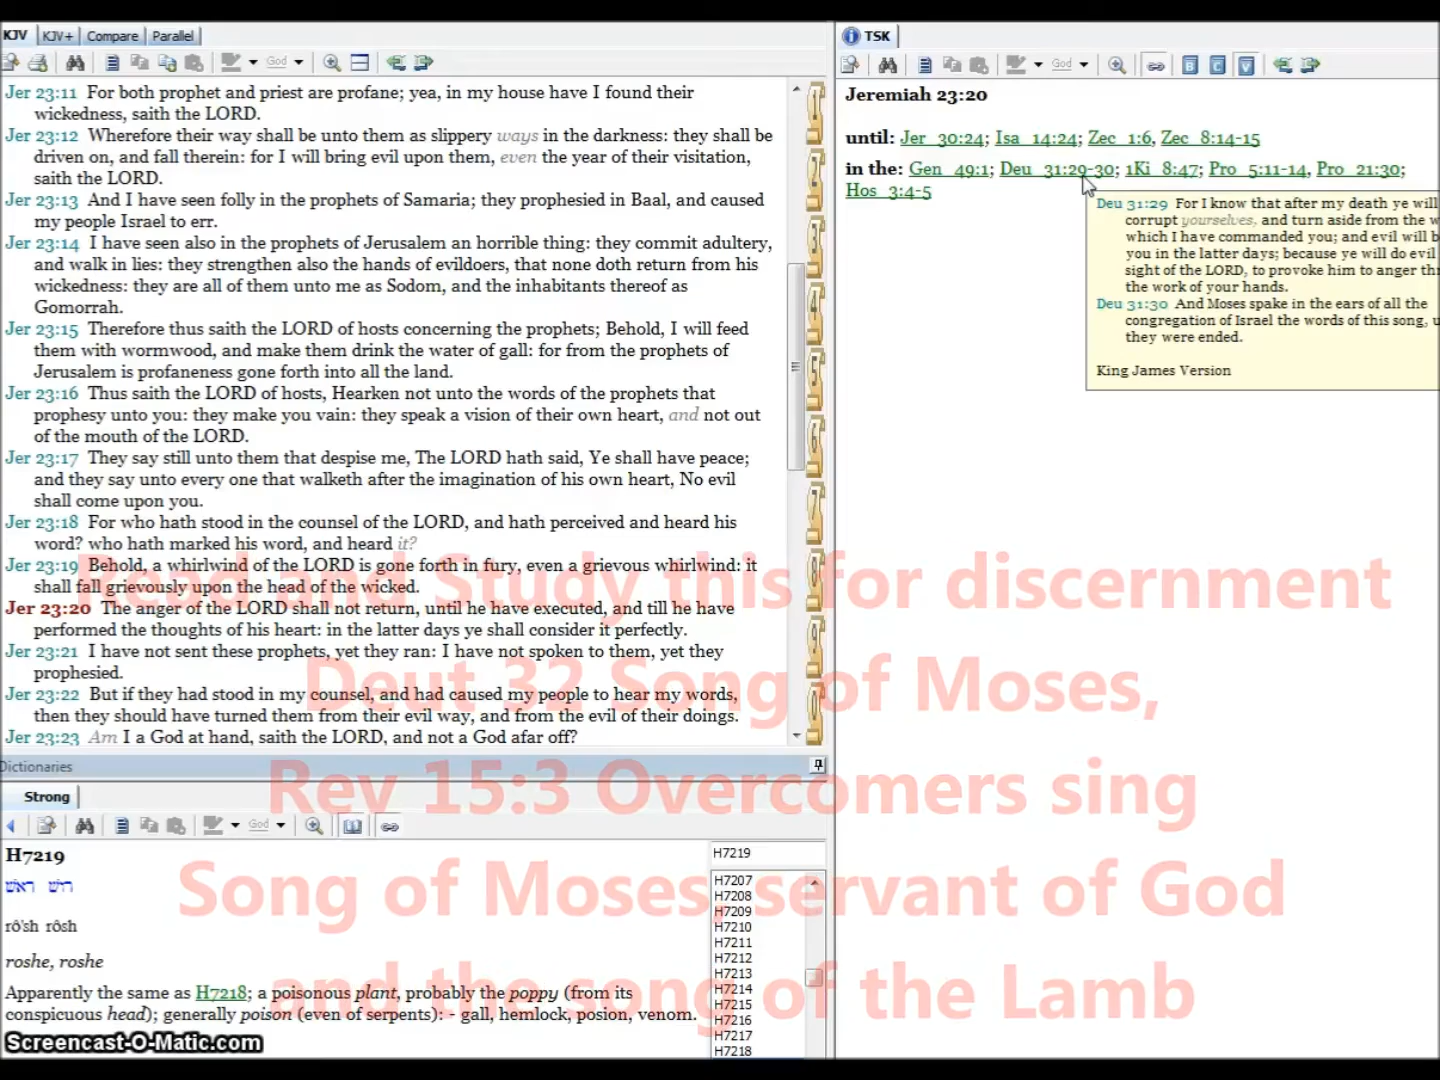 KJV KJV+ Compare Parallel
God
Jer 23:11 For both prophet and priest are profane; yea, in my house have I found their
wickedness, saith the LORD.
Jer 23:12 Wherefore their way shall be unto them as slippery ways in the darkness: they shall be
driven on, and fall therein: for I will bring evil upon them, even the year of their visitation,
saith the LORD.
Jer 23:13 And I have seen folly in the prophets of Samaria; they prophesied in Baal, and caused
my people Israel to err.
Jer 23:14 I have seen also in the prophets of Jerusalem an horrible thing: they commit adultery,
and walk in lies: they strengthen also the hands of evildoers, that none doth return from his
wickedness: they are all of them unto me as Sodom, and the inhabitants thereof as
Gomorrah.
Jer 23:15 Therefore thus saith the LORD of hosts concerning the prophets; Behold, I will feed
them with wormwood, and make them drink the water of gall: for from the prophets of
Jerusalem is profaneness gone forth into all the land.
Jer 23:16 Thus saith the LORD of hosts, Hearken not unto the words of the prophets that
prophesy unto you: they make you vain: they speak a vision of their own heart, and not out
of the mouth of the LORD.
Jer 23:17 They say still unto them that despise me, The LORD hath said, Ye shall have peace;
and they say unto every one that walketh after the imagination of his own heart, No evil
shall come upon you.
Jer 23:18 For who hath stood in the counsel of the LORD, and hath perceived and heard his
word? who hath marked his word, and heard it?
Jer 23:19 Behold, a whirlwind of the LORD is gone forth in fury, even a grievous whirlwind: it
shall fall grievously upon the head of the wicked.
Jer 23:20 The anger of the LORD shall not return, until he have executed, and till he have
performed the thoughts of his heart: in the latter days ye shall consider it perfectly.
Jer 23:21 I have not sent these prophets, yet they ran: I have not spoken to them, yet they
prophesied.
Jer 23:22 But if they had stood in my counsel, and had caused my people to hear my words,
then they should have turned them from their evil way, and from the evil of their doings.
Jer 23:23 Am I a God at hand, saith the LORD, and not a God afar off?
1
2
3
4
5
6
7
8
9
0
TSK
God
Jeremiah 23:20
until: Jer 30:24; Isa 14:24; Zec 1:6, Zec 8:14-15
in the: Gen 49:1; Deu 31:29-30; 1Ki 8:47; Pro 5:11-14, Pro 21:30;
Hos 3:4-5
Deu 31:29 For I know that after my death ye will
corrupt yourselves, and turn aside from the w
which I have commanded you; and evil will b
you in the latter days; because ye will do evil
sight of the LORD, to provoke him to anger th
the work of your hands.
Deu 31:30 And Moses spake in the ears of all the
congregation of Israel the words of this song, u
they were ended.
King James Version
Read and Study this for discernment
Deut 32 Song of Moses,
Rev 15:3 Overcomers sing
Song of Moses, servant of God
and the song of the Lamb
Dictionaries
Strong
God
H7219
רושׁ ראשׁ
rô'sh rôsh
roshe, roshe
Apparently the same as H7218; a poisonous plant, probably the poppy (from its
conspicuous head); generally poison (even of serpents): - gall, hemlock, posion, venom.
H7219
H7207
H7208
H7209
H7210
H7211
H7212
H7213
H7214
H7215
H7216
H7217
H7218
Screencast-O-Matic.com